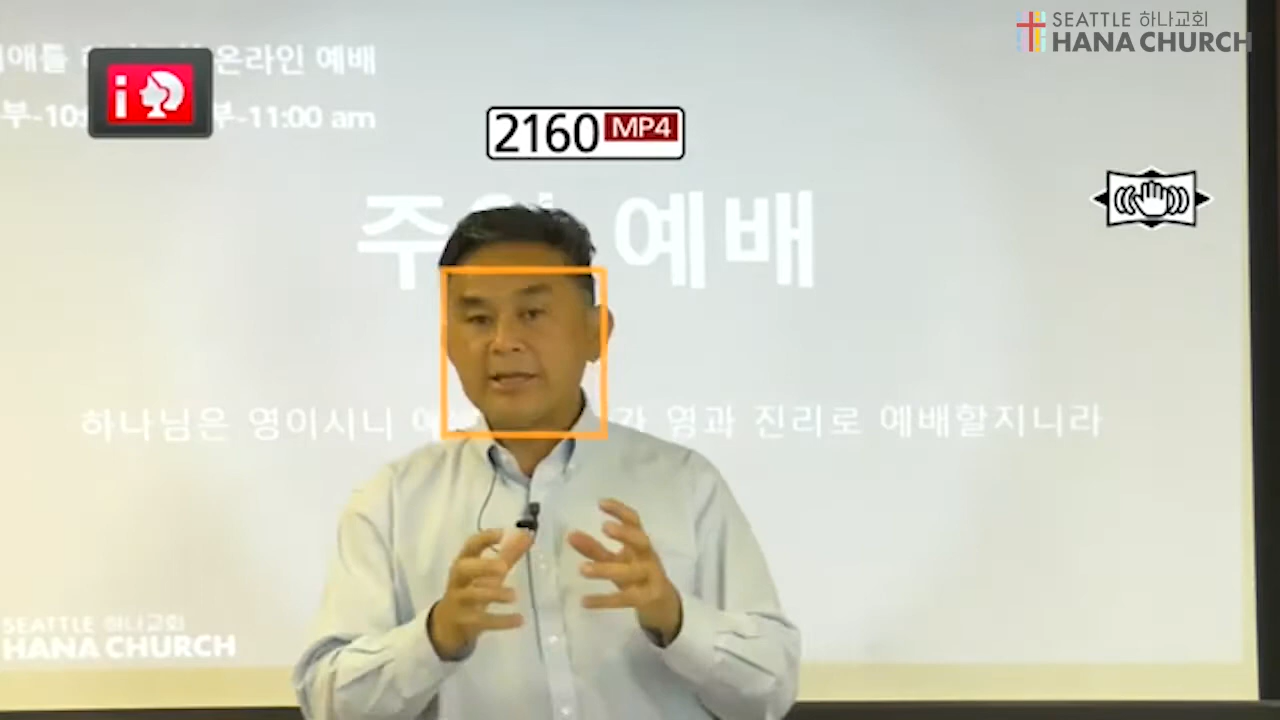 SEATTLE 하나교회
HANA CHURCH
온라인 예배
부-10: 부-11:00 am
2160 MP4
예배
하나님은 영이시니 영과 진리로 예배할지니라
SEATTLE 하나교회
HANA CHURCH